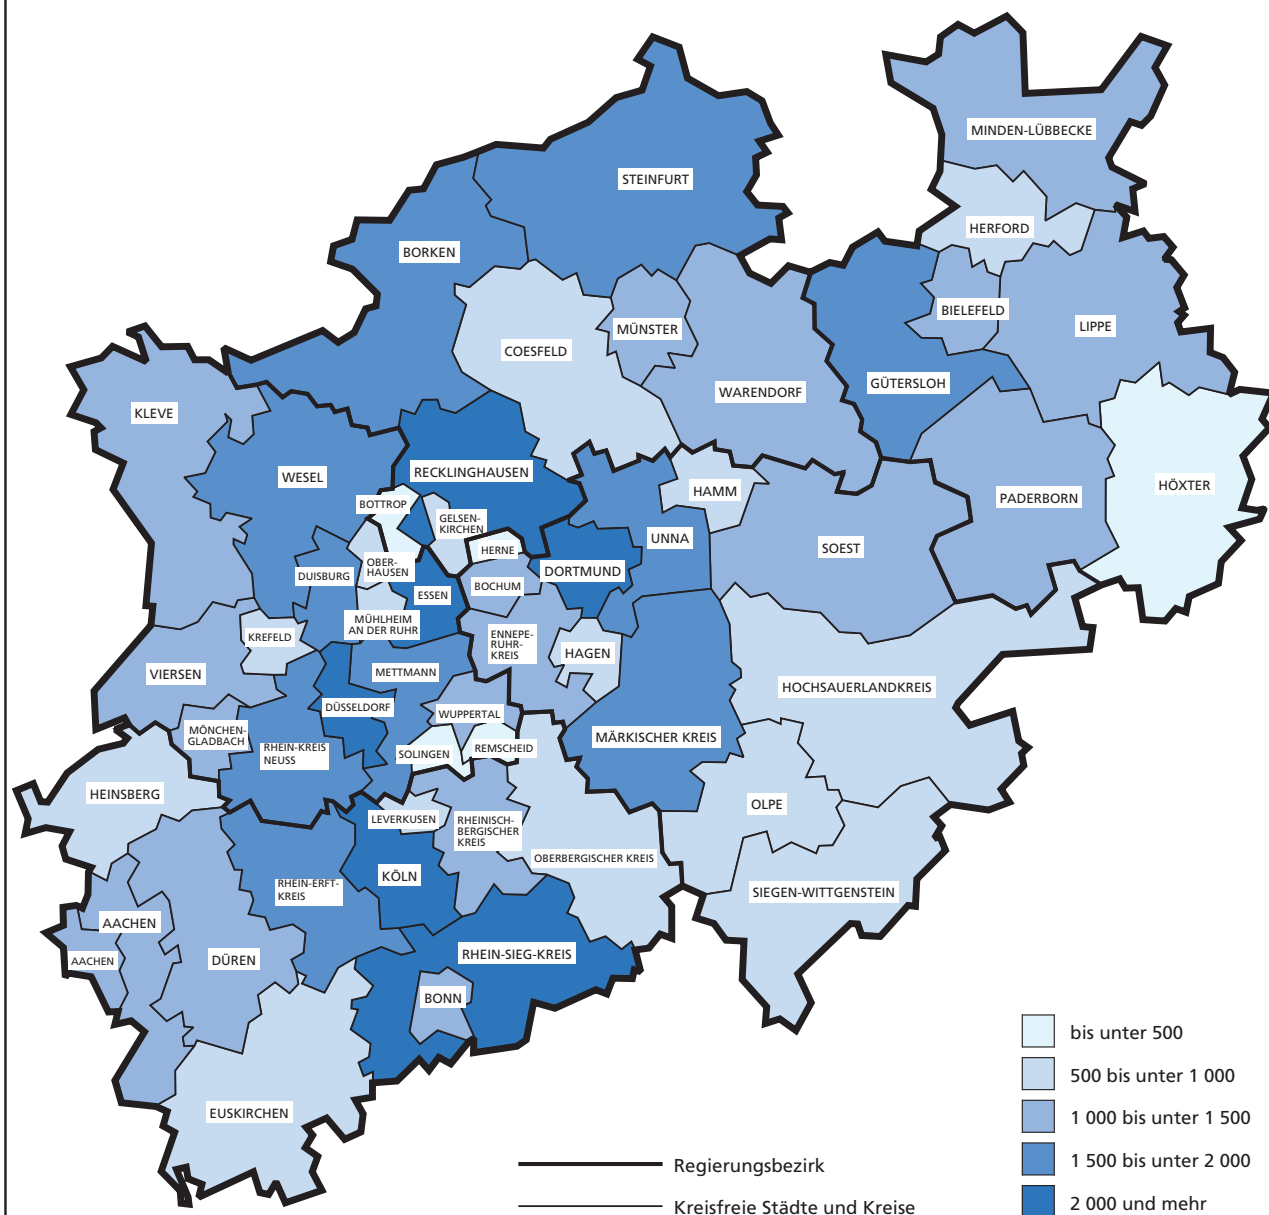 MINDEN-LÜBBECKE
STEINFURT
HERFORD
BORKEN
BIELEFELD
LIPPE
MÜNSTER
COESFELD
GÜTERSLOH
WARENDORF
KLEVE
RECKLINGHAUSEN
WESEL
HÖXTER
HAMM
PADERBORN
BOTTROP
GELSEN-
KIRCHEN
UNNA
SOEST
HERNE
OBER-
HAUSEN
DORTMUND
DUISBURG
BOCHUM
ESSEN
MÜHLHEIM
AN DER RUHR
KREFELD
ENNEPE-
RUHR-
KREIS
HAGEN
VIERSEN
METTMANN
HOCHSAUERLANDKREIS
DÜSSELDORF
WUPPERTAL
MÖNCHEN-
GLADBACH
MÄRKISCHER KREIS
RHEIN-KREIS
NEUSS
SOLINGEN
REMSCHEID
HEINSBERG
OLPE
LEVERKUSEN
RHEINISCH-
BERGISCHER
KREIS
OBERBERGISCHER KREIS
KÖLN
RHEIN-ERFT-
KREIS
SIEGEN-WITTGENSTEIN
AACHEN
RHEIN-SIEG-KREIS
AACHEN
DÜREN
BONN
EUSKIRCHEN
bis unter 500
500 bis unter 1 000
1 000 bis unter 1 500
1 500 bis unter 2 000
2 000 und mehr
Regierungsbezirk
Kreisfreie Städte und Kreise